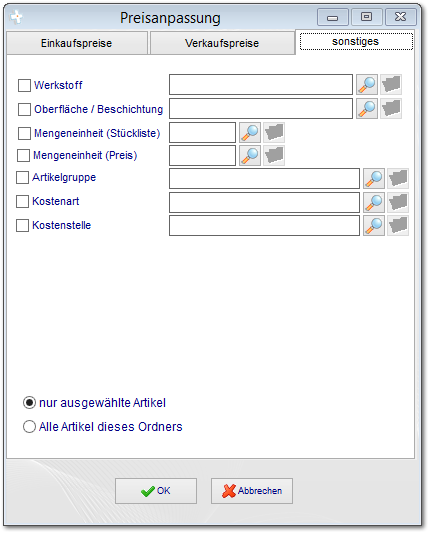 Preisanpassung
Einkaufspreise Verkaufspreise sonstiges
Werkstoff
Oberfläche / Beschichtung
Mengeneinheit (Stückliste)
Mengeneinheit (Preis)
Artikelgruppe
Kostenart
Kostenstelle
nur ausgewählte Artikel
Alle Artikel dieses Ordners
OK Abbrechen